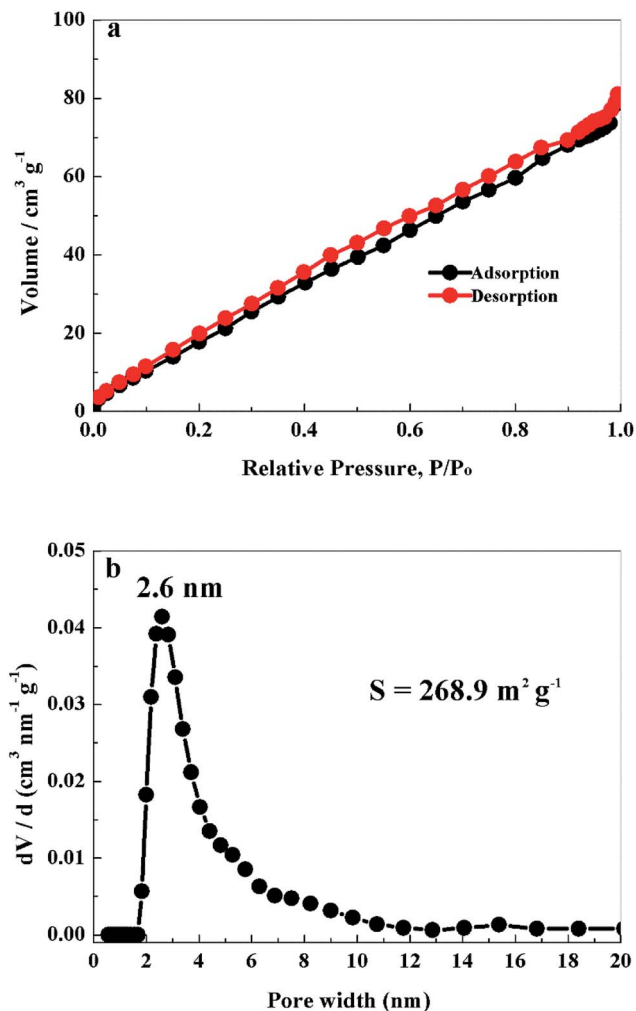 a
100
80
60
40
20
0
Volume / cm³ g⁻¹
Adsorption
Desorption
0.0 0.2 0.4 0.6 0.8 1.0
Relative Pressure, P/P₀
b
2.6 nm
S = 268.9 m² g⁻¹
0.05
0.04
0.03
0.02
0.01
0.00
dV / d (cm³ nm⁻¹ g⁻¹)
0 2 4 6 8 10 12 14 16 18 20
Pore width (nm)